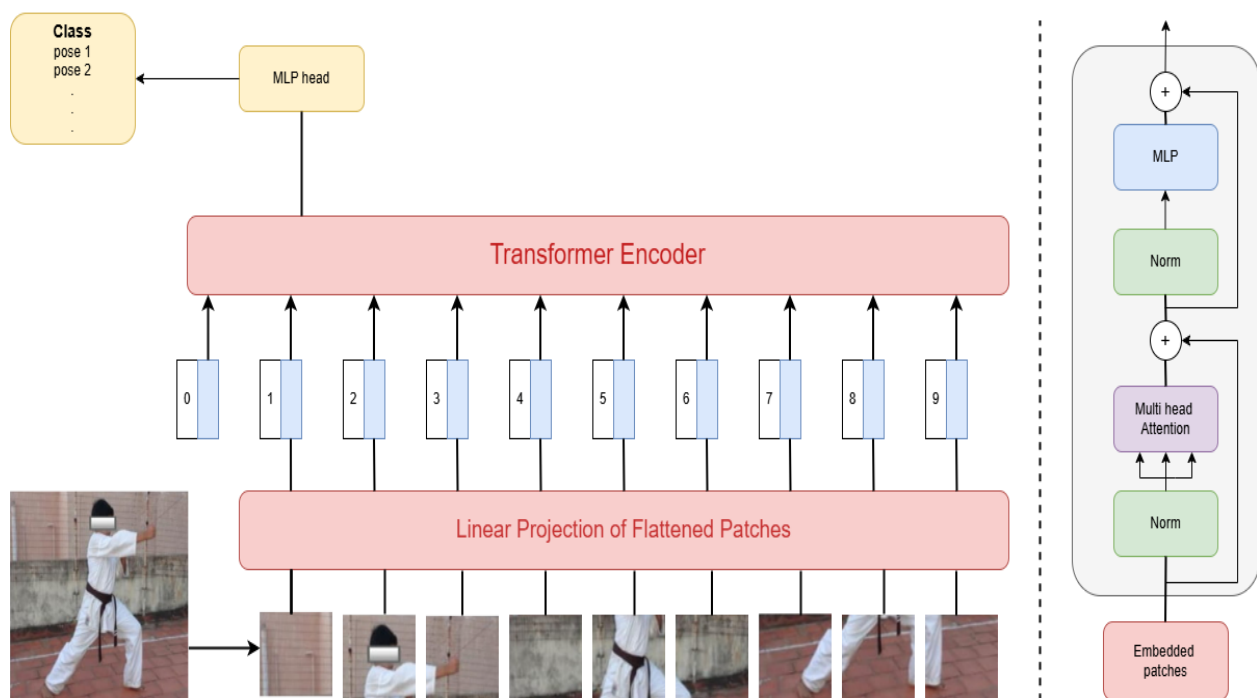 Class
pose 1
pose 2
.
.
.
MLP head
Transformer Encoder
0
1
2
3
4
5
6
7
8
9
Linear Projection of Flattened Patches
+
MLP
Norm
+
Multi head
Attention
Norm
Embedded
patches